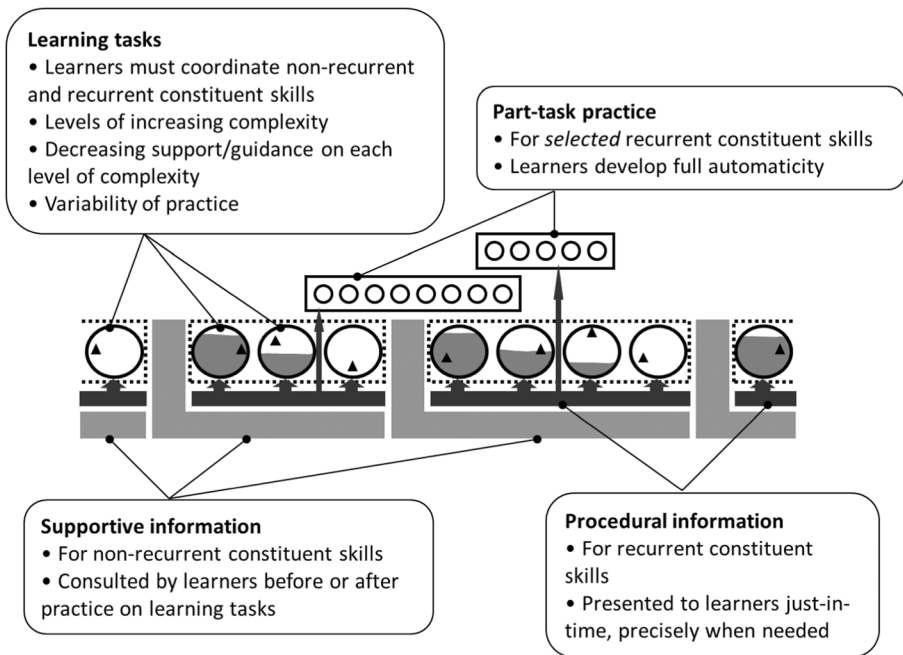 Learning tasks
• Learners must coordinate non-recurrent
and recurrent constituent skills
• Levels of increasing complexity
• Decreasing support/guidance on each
level of complexity
• Variability of practice
Part-task practice
• For selected recurrent constituent skills
• Learners develop full automaticity
Supportive information
• For non-recurrent constituent skills
• Consulted by learners before or after
practice on learning tasks
Procedural information
• For recurrent constituent
skills
• Presented to learners just-in-
time, precisely when needed